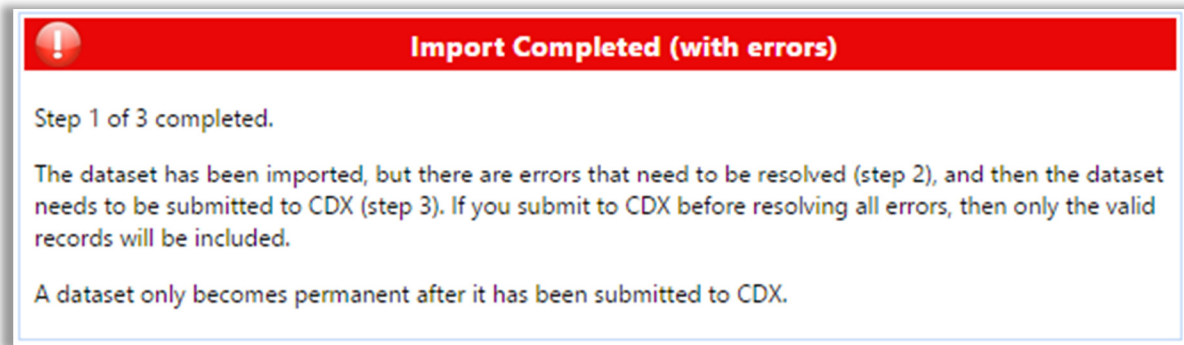 Import Completed (with errors)
Step 1 of 3 completed.
The dataset has been imported, but there are errors that need to be resolved (step 2), and then the dataset
needs to be submitted to CDX (step 3). If you submit to CDX before resolving all errors, then only the valid
records will be included.
A dataset only becomes permanent after it has been submitted to CDX.